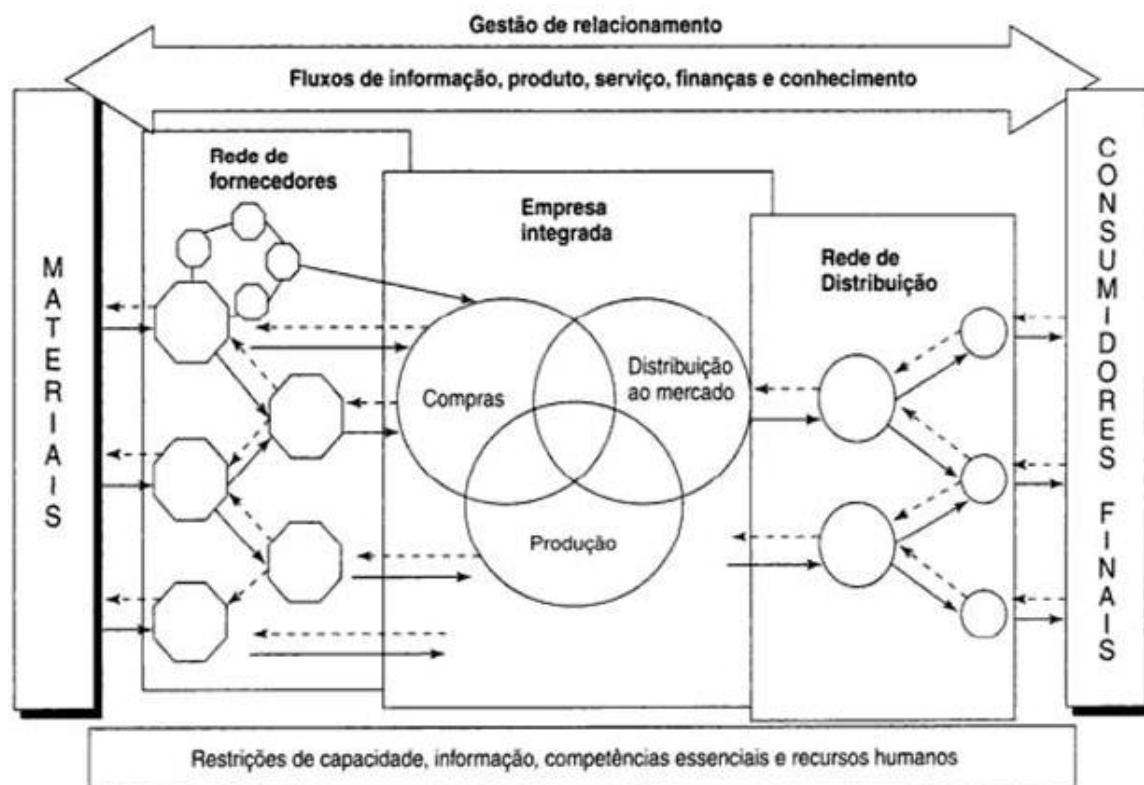 Gestão de relacionamento
Fluxos de informação, produto, serviço, finanças e conhecimento
MATERIAIS
Rede de
fornecedores
Empresa
integrada
Rede de
Distribuição
Compras
Distribuição
ao mercado
Produção
CONSUMIDORES FINAIS
Restrições de capacidade, informação, competências essenciais e recursos humanos